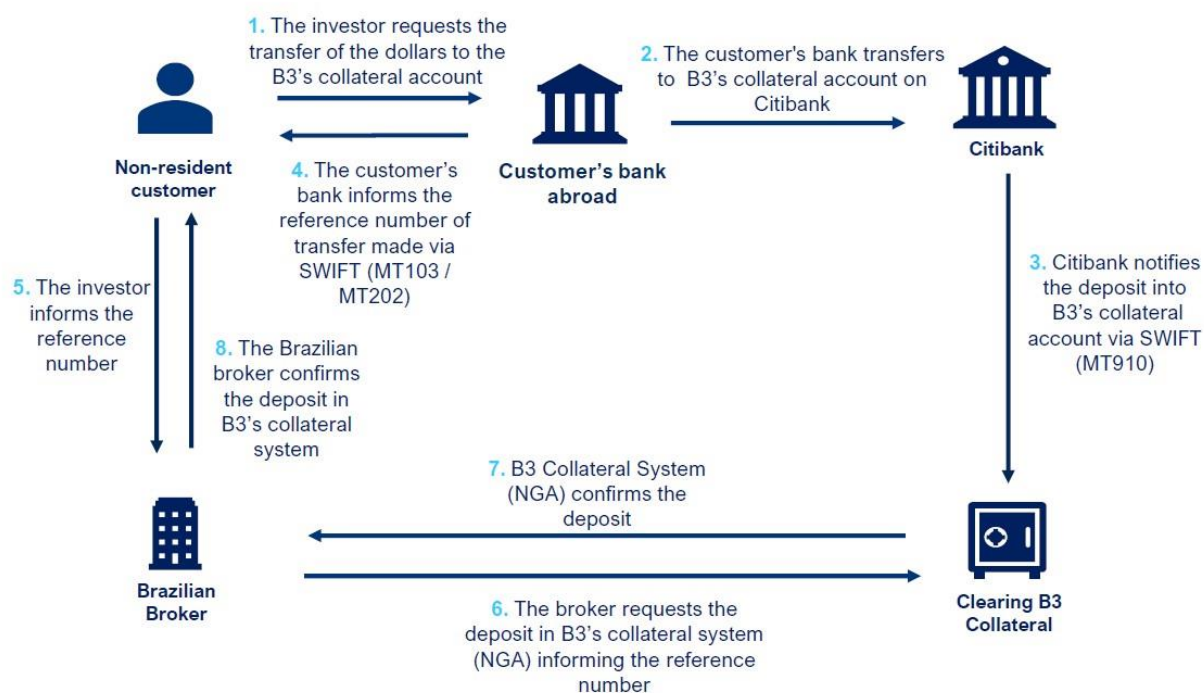 1. The investor requests the
transfer of the dollars to the
B3's collateral account
2. The customer's bank transfers
to B3's collateral account on
Citibank
Non-resident
customer
Customer's bank
abroad
Citibank
4. The customer's
bank informs the
reference number of
transfer made via
SWIFT (MT103 /
MT202)
3. Citibank notifies
the deposit into
B3's collateral
account via SWIFT
(MT910)
5. The investor
informs the
reference
number
8. The Brazilian
broker confirms
the deposit in
B3's collateral
system
7. B3 Collateral System
(NGA) confirms the
deposit
Brazilian
Broker
6. The broker requests the
deposit in B3's collateral system
(NGA) informing the reference
number
Clearing B3
Collateral